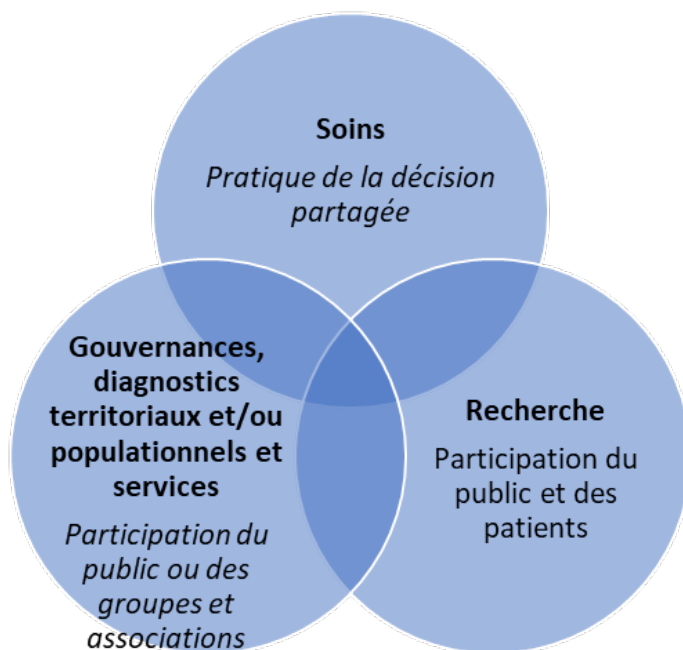 Soins
Pratique de la décision
partagée
Gouvernances,
diagnostics
territoriaux et/ou
populationnels et
services
Participation du
public ou des
groupes et
associations
Recherche
Participation du
public et des
patients